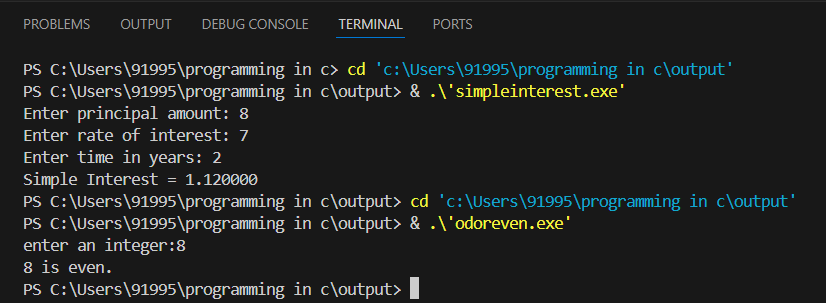 PROBLEMS OUTPUT DEBUG CONSOLE TERMINAL PORTS
PS C:\Users\91995\programming in c> cd 'c:\Users\91995\programming in c\output'
PS C:\Users\91995\programming in c\output> & .\'simpleinterest.exe'
Enter principal amount: 8
Enter rate of interest: 7
Enter time in years: 2
Simple Interest = 1.120000
PS C:\Users\91995\programming in c\output> cd 'c:\Users\91995\programming in c\output'
PS C:\Users\91995\programming in c\output> & .\'odoreven.exe'
enter an integer:8
8 is even.
PS C:\Users\91995\programming in c\output>